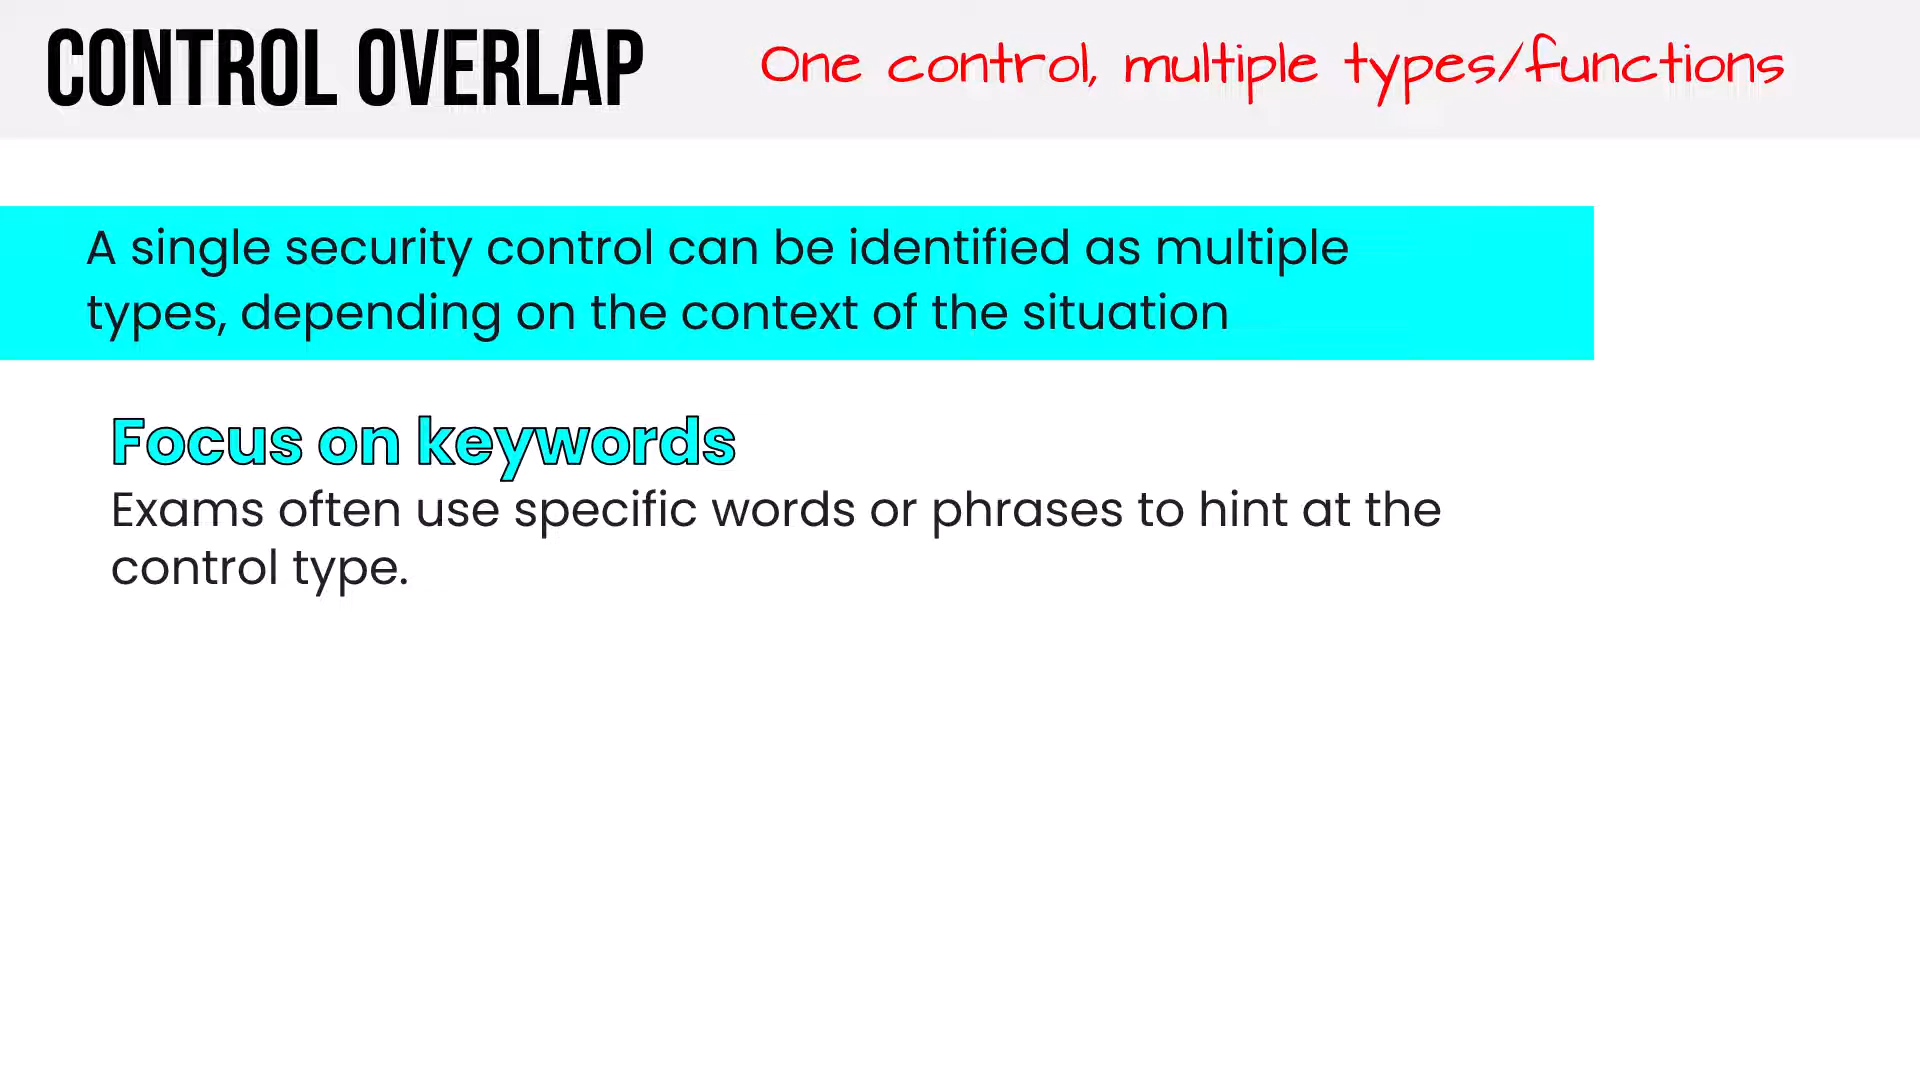 CONTROL OVERLAP
One control, multiple types/functions
A single security control can be identified as multiple
types, depending on the context of the situation
Focus on keywords
Exams often use specific words or phrases to hint at the
control type.